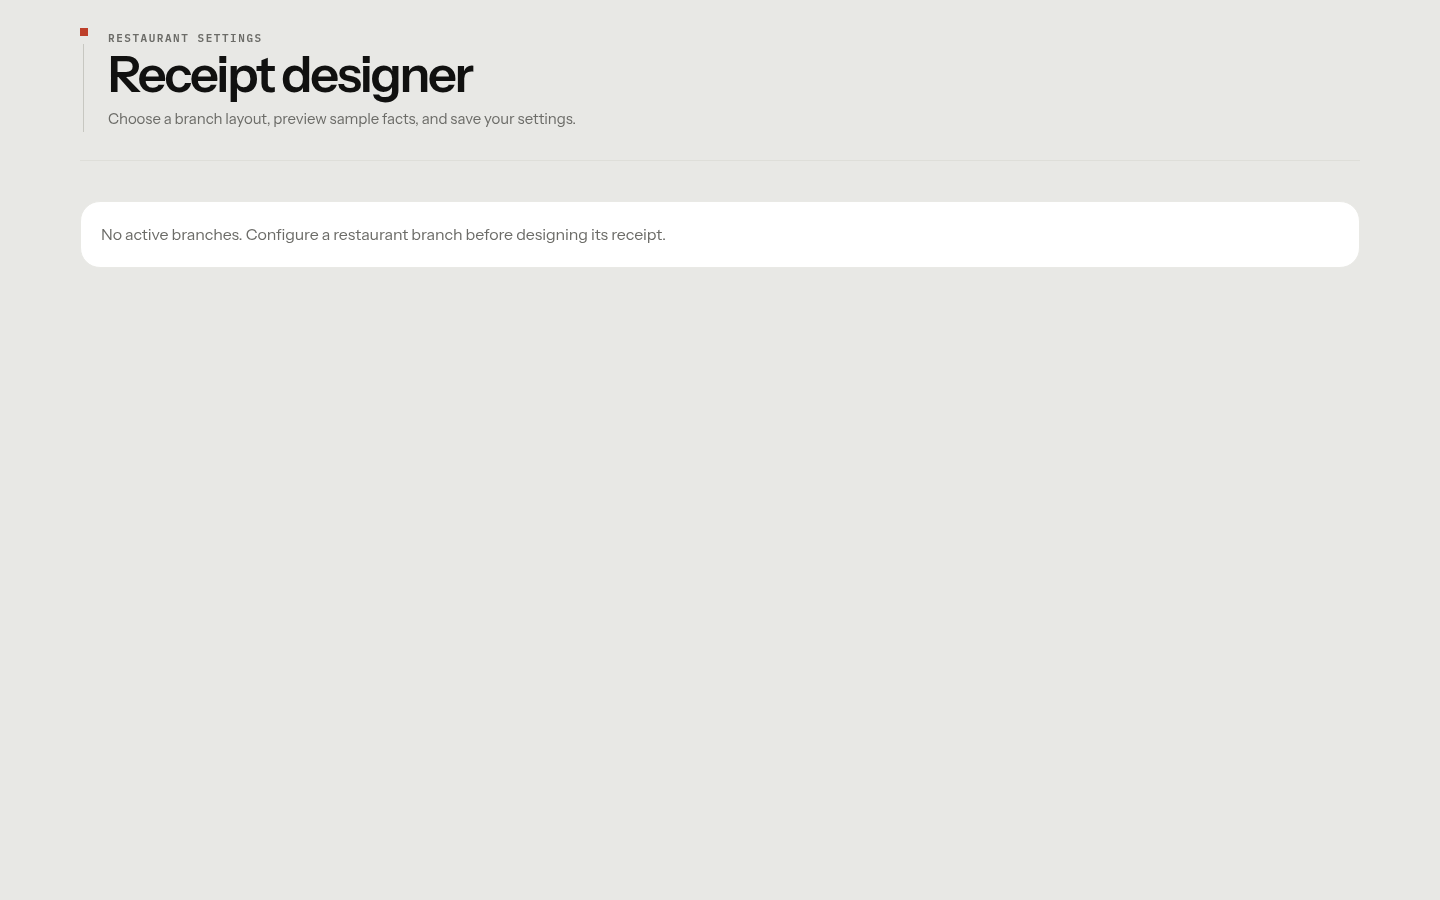 RESTAURANT SETTINGS
Receipt designer
Choose a branch layout, preview sample facts, and save your settings.
No active branches. Configure a restaurant branch before designing its receipt.